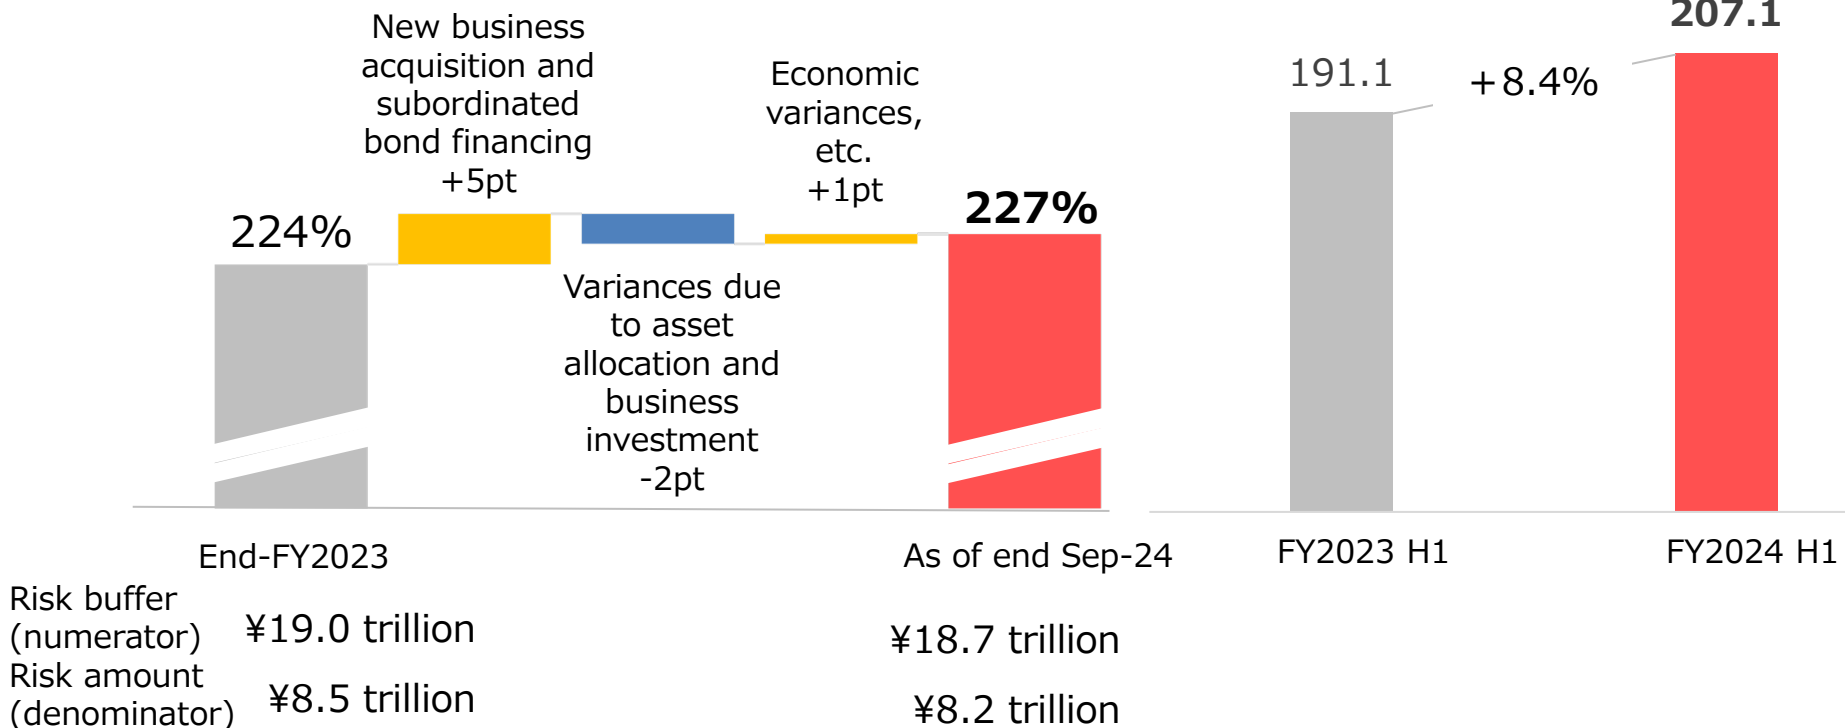 New business
acquisition and
subordinated
bond financing
+5pt
Economic
variances,
etc.
+1pt
224%
227%
Variances due
to asset
allocation and
business
investment
-2pt
End-FY2023
As of end Sep-24
Risk buffer
(numerator)
¥19.0 trillion
¥18.7 trillion
Risk amount
(denominator)
¥8.5 trillion
¥8.2 trillion
191.1
+8.4%
207.1
FY2023 H1
FY2024 H1